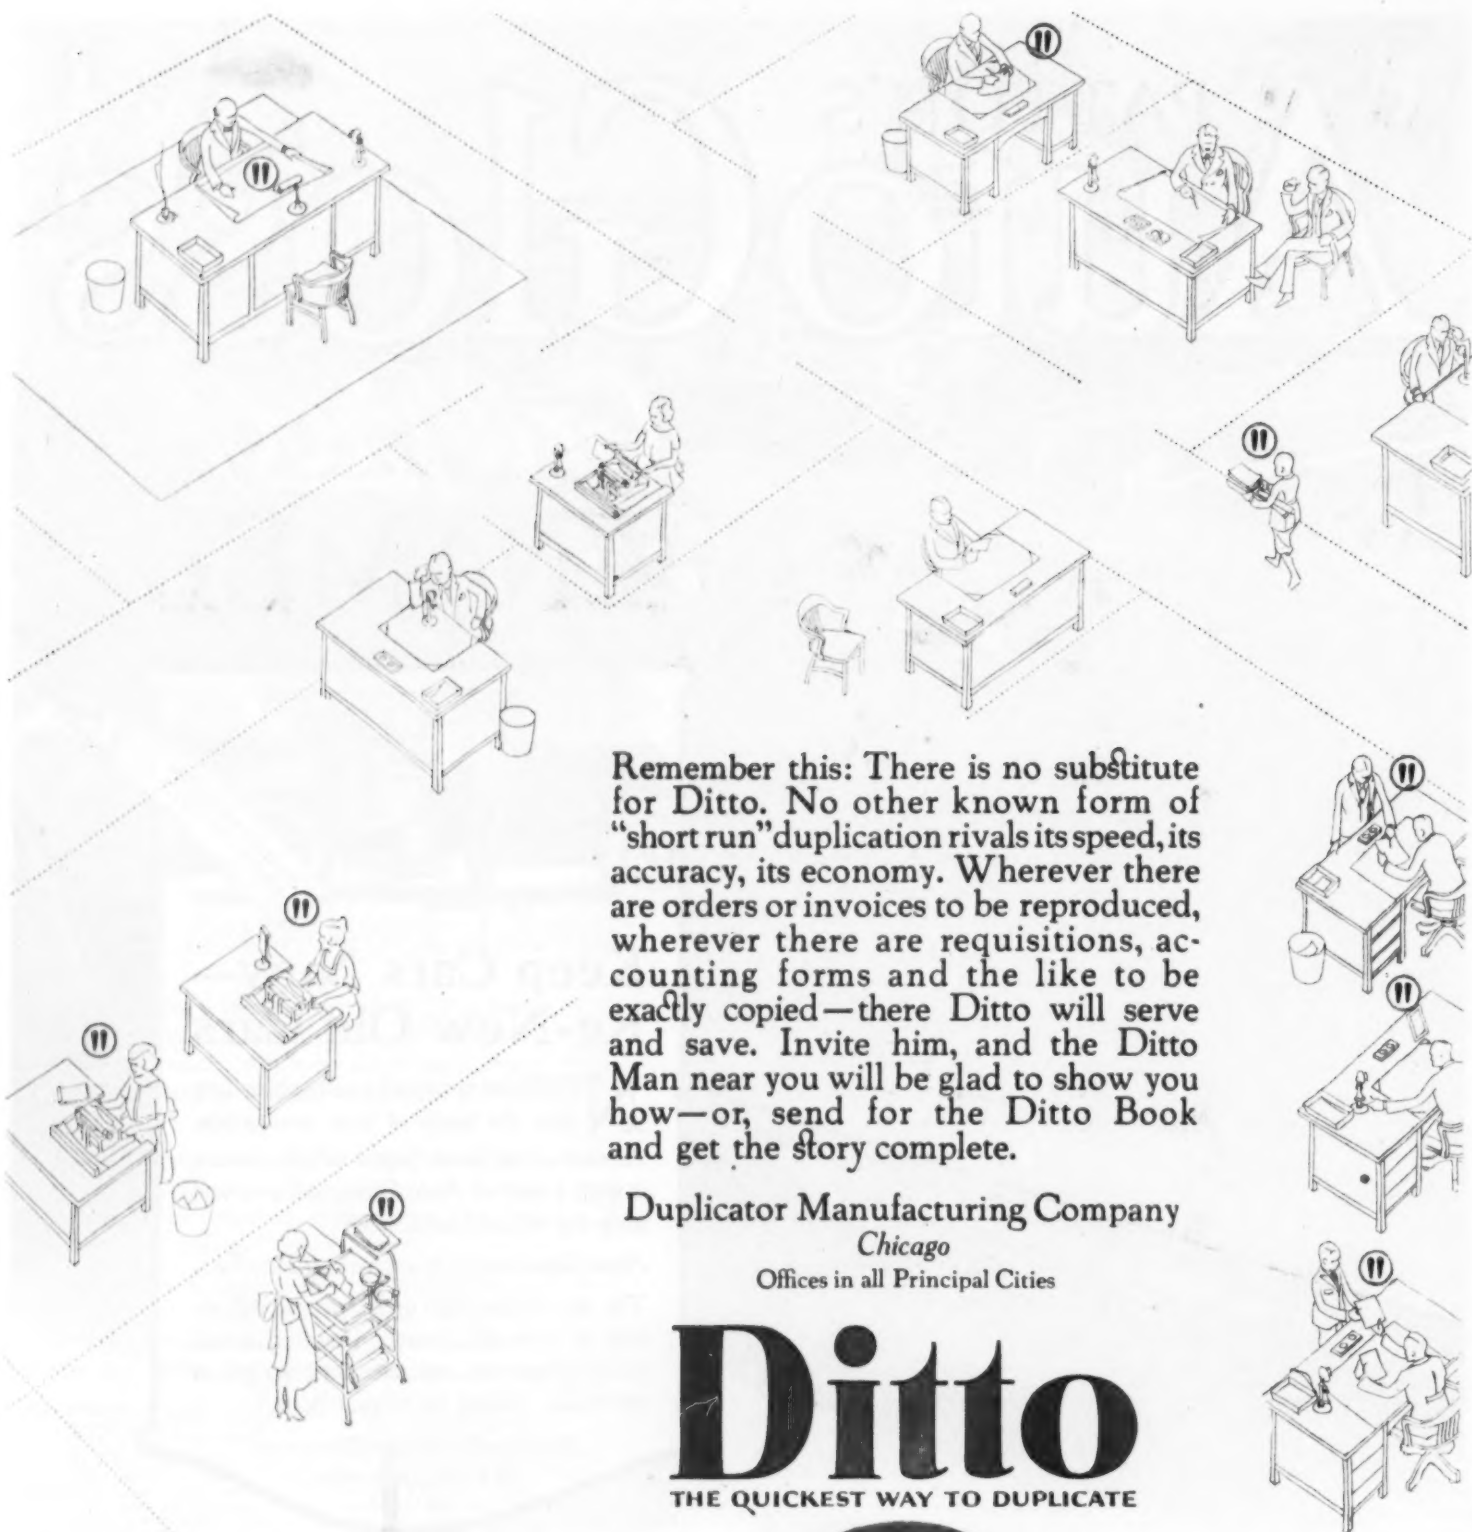 Remember this: There is no substitute
for Ditto. No other known form of
“short run” duplication rivals its speed, its
accuracy, its economy. Wherever there
are orders or invoices to be reproduced,
wherever there are requisitions, ac-
counting forms and the like to be
exactly copied—there Ditto will serve
and save. Invite him, and the Ditto
Man near you will be glad to show you
how—or, send for the Ditto Book
and get the story complete.
Duplicator Manufacturing Company
Chicago
Offices in all Principal Cities
Ditto
THE QUICKEST WAY TO DUPLICATE